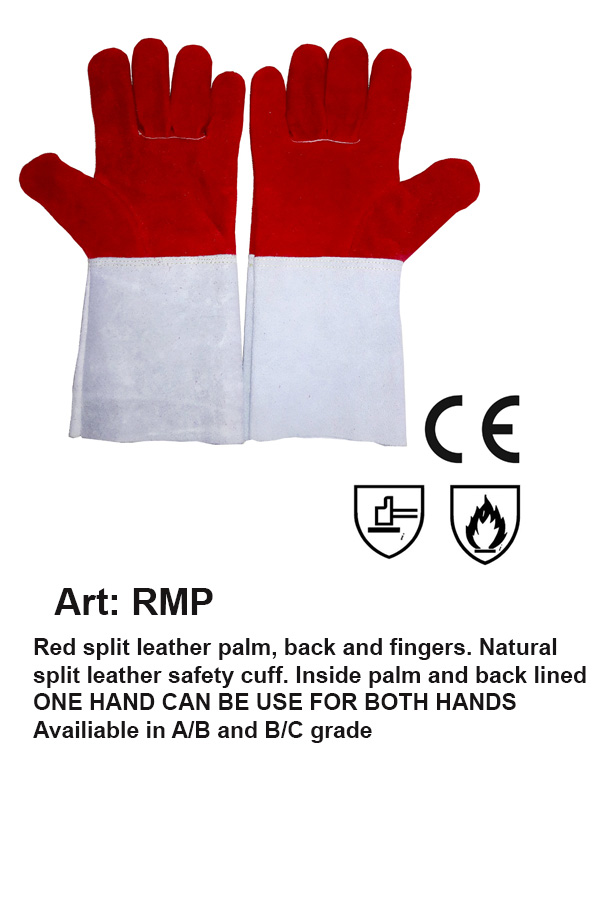 CE
i
i
Art: RMP
Red split leather palm, back and fingers. Natural
split leather safety cuff. Inside palm and back lined
ONE HAND CAN BE USE FOR BOTH HANDS
Availiable in A/B and B/C grade